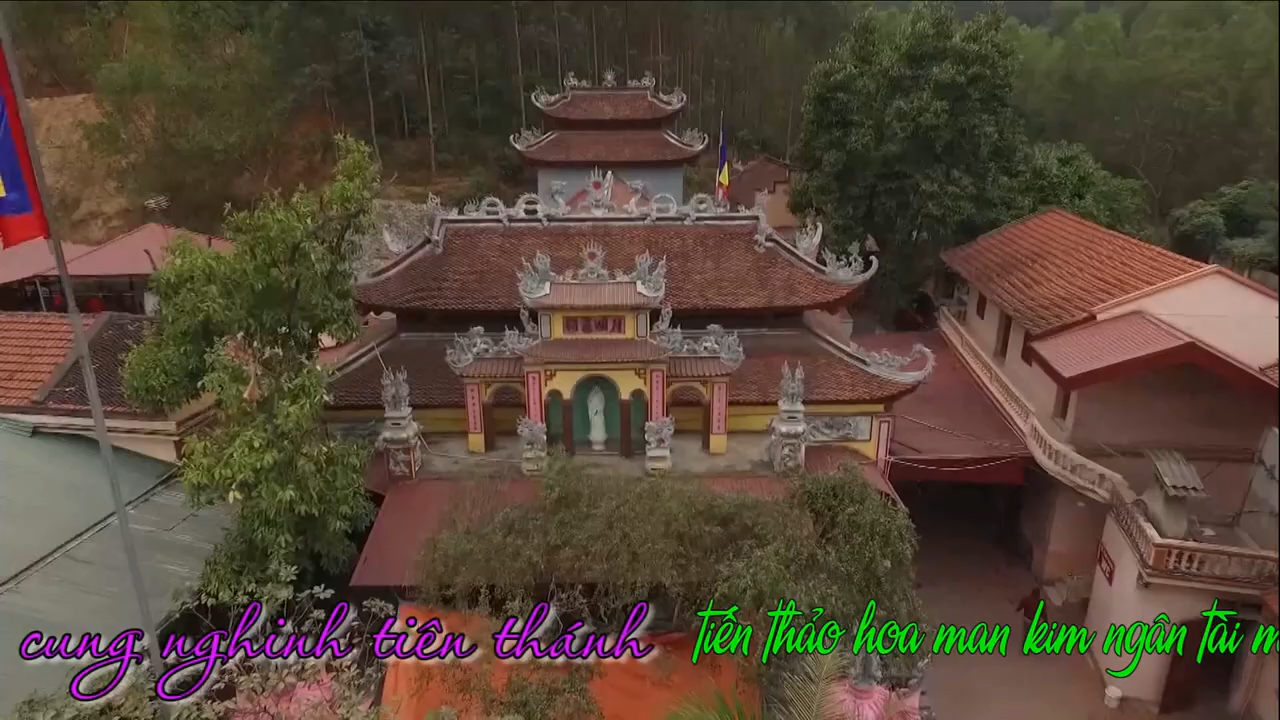 cung nghinh tiên thánh
tiến thảo hoa man kim ngân tài m